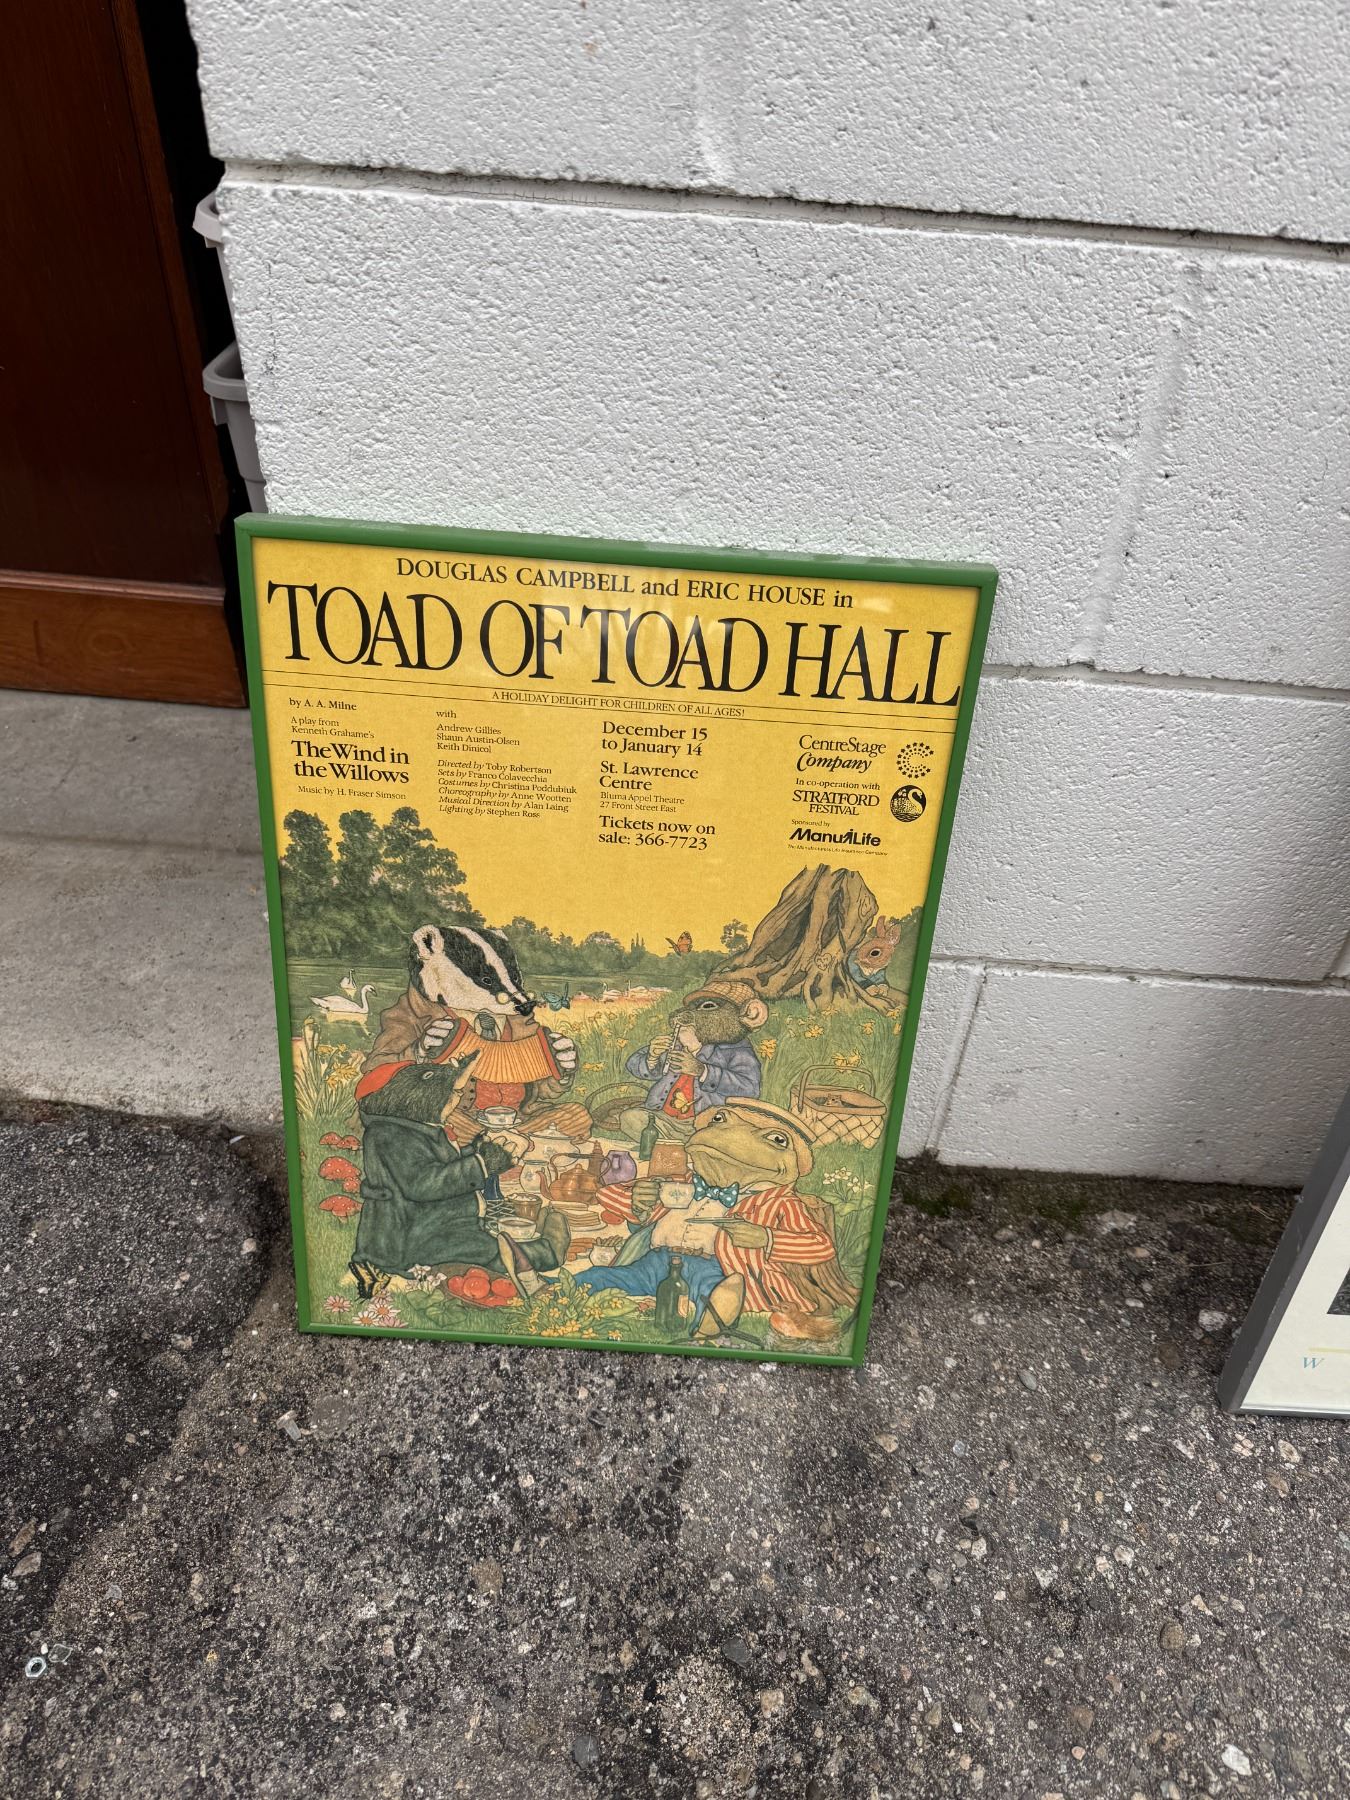 DOUGLAS CAMPBELL and ERIC HOUSE in
TOAD OF TOAD HALL
A HOLIDAY DELIGHT FOR CHILDREN OF ALL AGES!
by A. A. Milne
A play from
Kenneth Grahame's
The Wind in
the Willows
Music by H. Fraser Simson
with
Andrew Gillies
Shaun Austin-Olsen
Keith Dinicol
Directed by Toby Robertson
Sets by Franco Colavecchia
Costumes by Christina Poddubiuk
Choreography by Anne Wootten
Musical Direction by Alan Laing
Lighting by Stephen Ross
December 15
to January 14
St. Lawrence
Centre
Bluma Appel Theatre
27 Front Street East
Tickets now on
sale: 366-7723
CentreStage
Company
In co-operation with
STRATFORD
FESTIVAL
Sponsored by
ManuLife
The Manufacturers Life Insurance Company
W